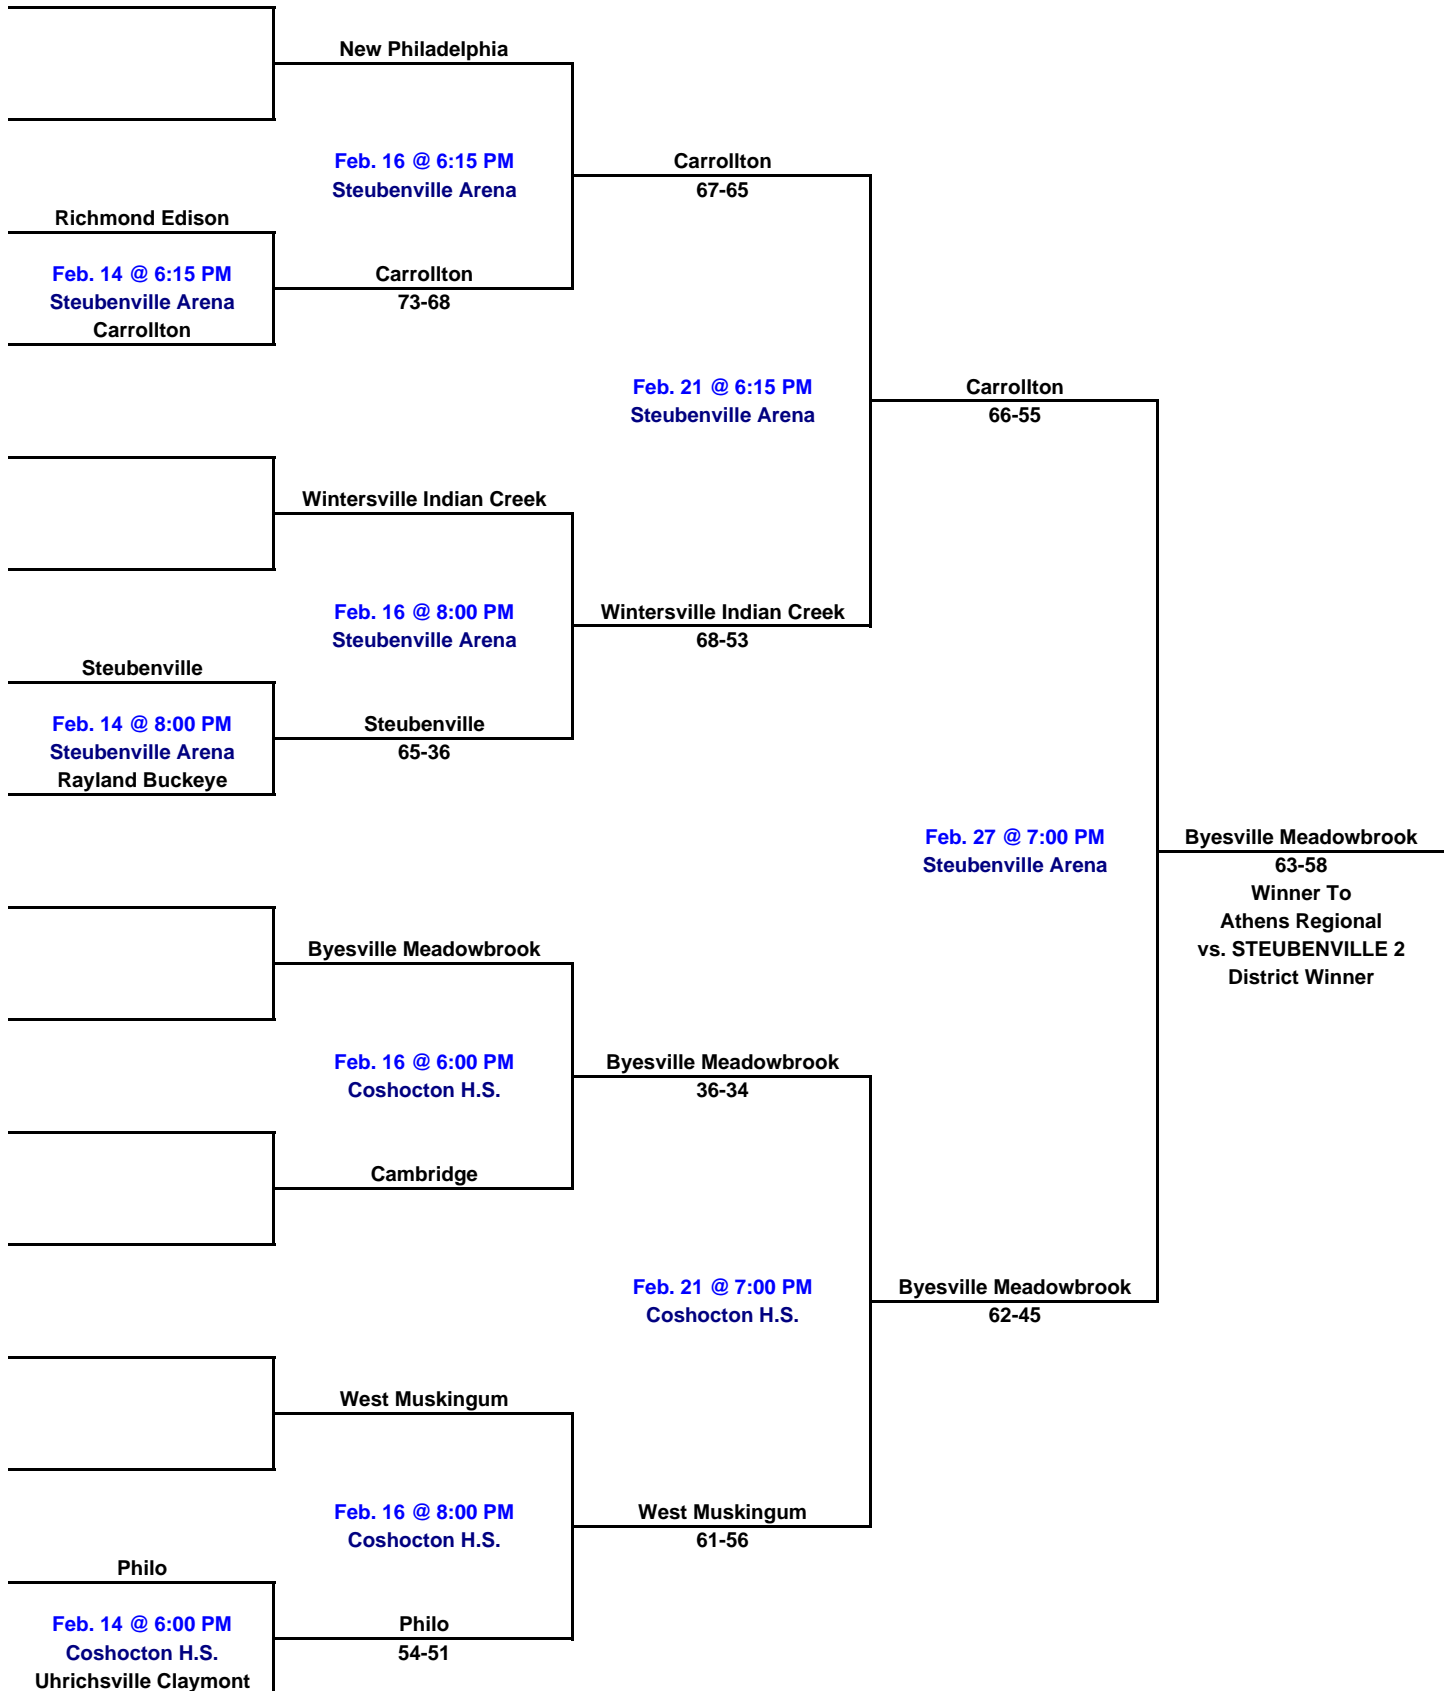 New Philadelphia
Feb. 16 @ 6:15 PM
Steubenville Arena
Carrollton
67-65
Richmond Edison
Feb. 14 @ 6:15 PM
Steubenville Arena
Carrollton
Carrollton
73-68
Feb. 21 @ 6:15 PM
Steubenville Arena
Carrollton
66-55
Wintersville Indian Creek
Feb. 16 @ 8:00 PM
Steubenville Arena
Wintersville Indian Creek
68-53
Steubenville
Feb. 14 @ 8:00 PM
Steubenville Arena
Rayland Buckeye
Steubenville
65-36
Feb. 27 @ 7:00 PM
Steubenville Arena
Byesville Meadowbrook
63-58
Winner To
Athens Regional
vs. STEUBENVILLE 2
District Winner
Byesville Meadowbrook
Feb. 16 @ 6:00 PM
Coshocton H.S.
Byesville Meadowbrook
36-34
Cambridge
Feb. 21 @ 7:00 PM
Coshocton H.S.
Byesville Meadowbrook
62-45
West Muskingum
Feb. 16 @ 8:00 PM
Coshocton H.S.
West Muskingum
61-56
Philo
Feb. 14 @ 6:00 PM
Coshocton H.S.
Uhrichsville Claymont
Philo
54-51